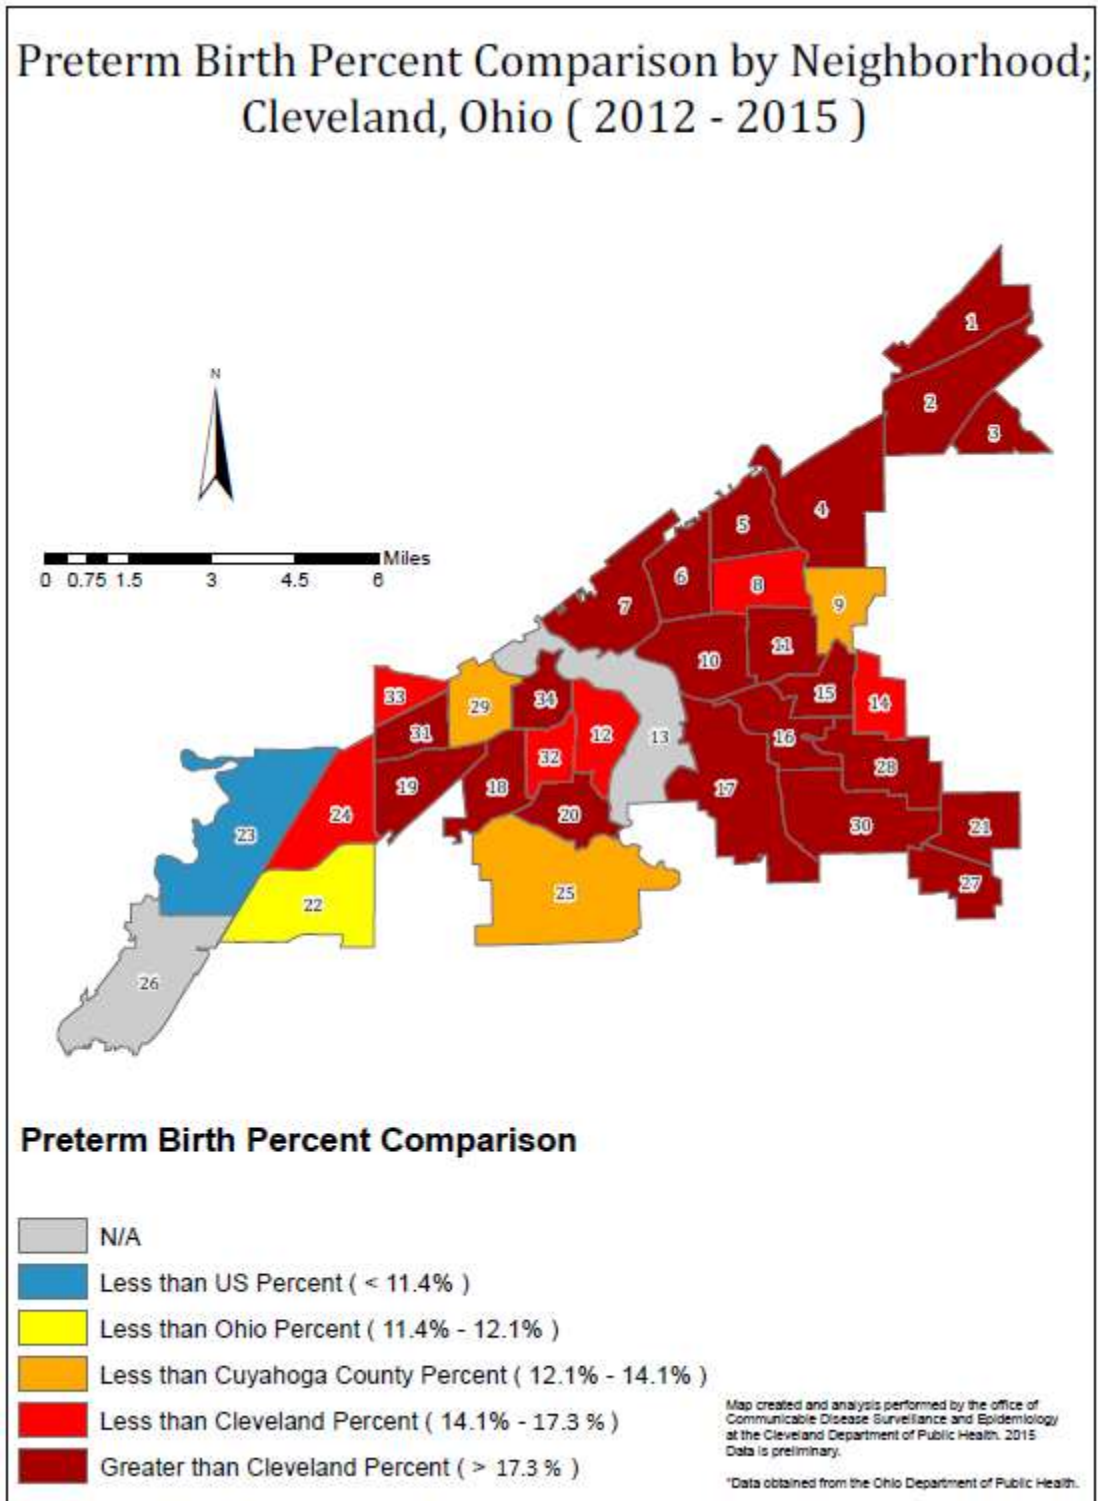 Preterm Birth Percent Comparison by Neighborhood;
Cleveland, Ohio ( 2012 - 2015 )
N
Miles
0 0.75 1.5 3 4.5 6
1
2
3
4
5
6
7
8
9
10
11
12
13
14
15
16
17
18
19
20
21
22
23
24
25
26
27
28
29
30
31
32
33
34
Preterm Birth Percent Comparison
N/A
Less than US Percent ( < 11.4% )
Less than Ohio Percent ( 11.4% - 12.1% )
Less than Cuyahoga County Percent ( 12.1% - 14.1% )
Less than Cleveland Percent ( 14.1% - 17.3 % )
Greater than Cleveland Percent ( > 17.3 % )
Map created and analysis performed by the office of
Communicable Disease Surveillance and Epidemiology
at the Cleveland Department of Public Health. 2015
Data is preliminary.
*Data obtained from the Ohio Department of Public Health.